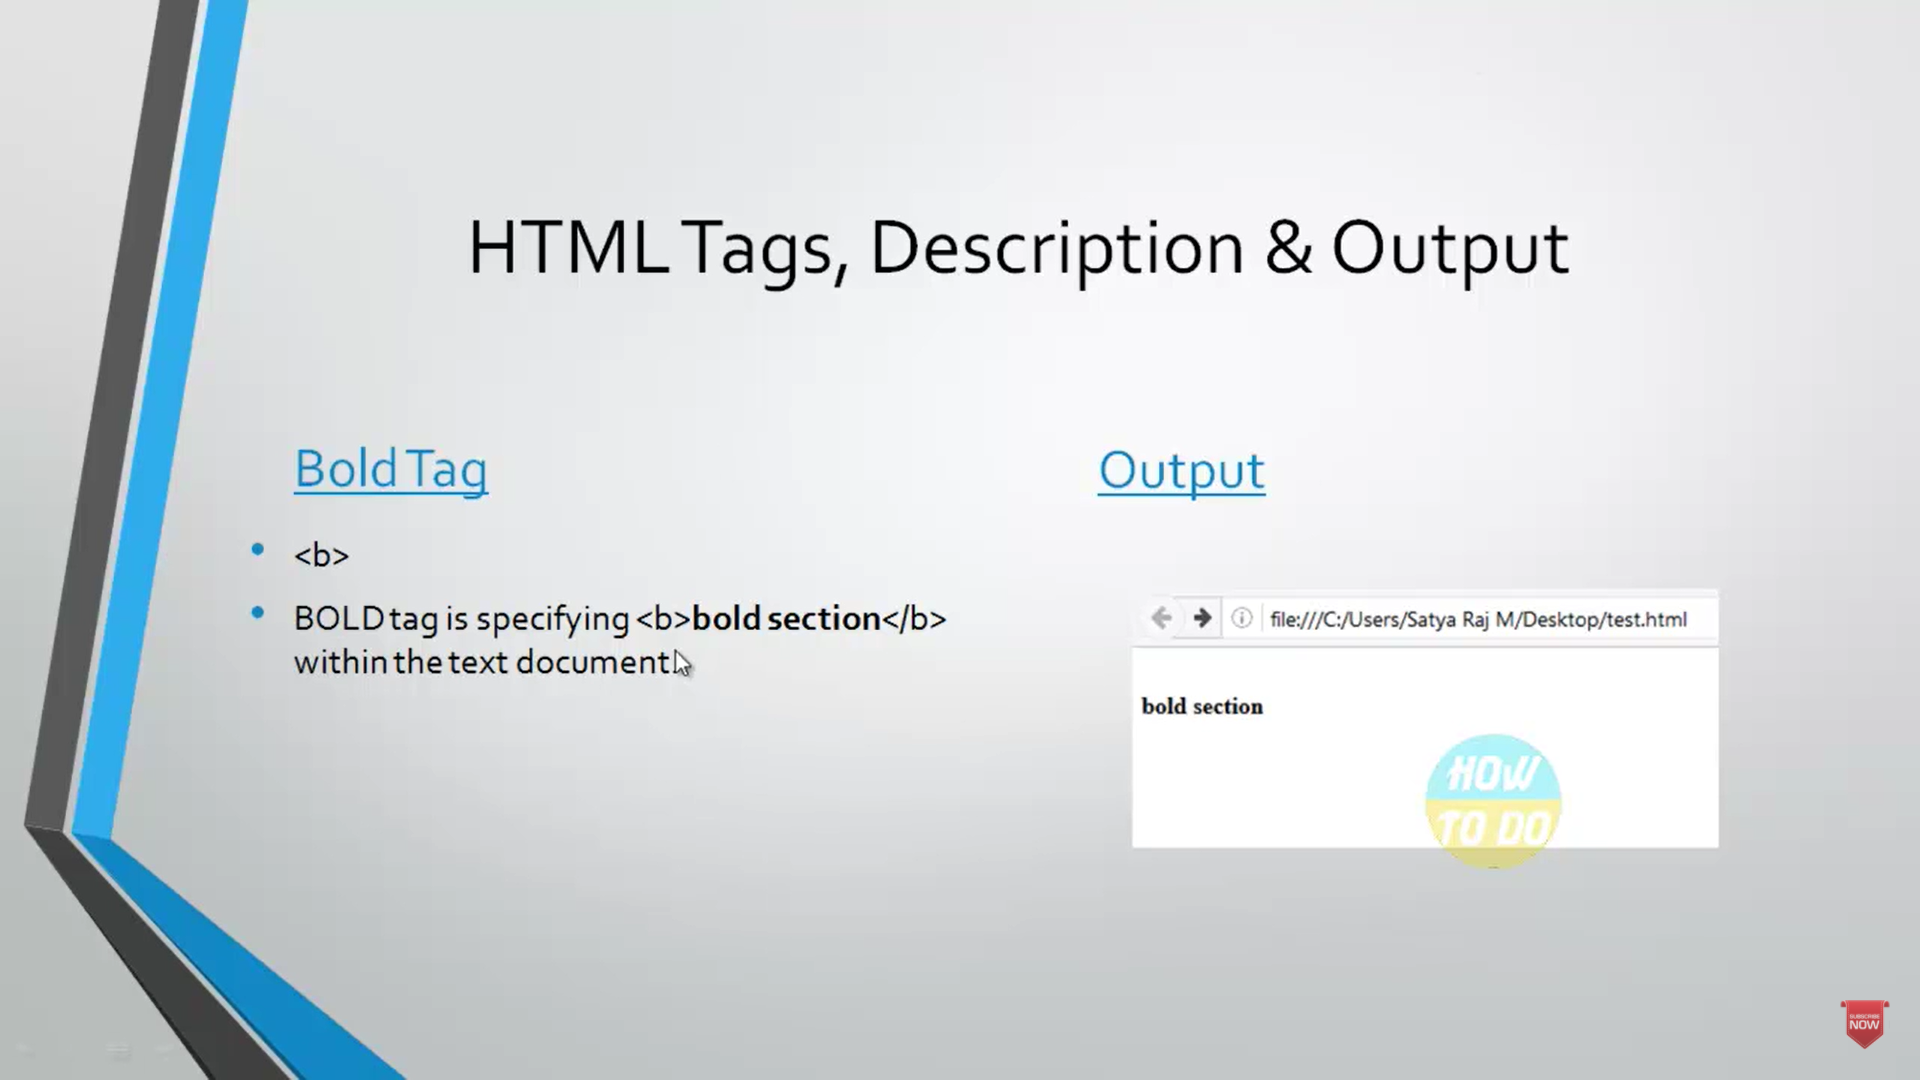 HTML Tags, Description & Output
Bold Tag
<b>
BOLD tag is specifying <b>bold section</b>
within the text document.
Output
file:///C:/Users/Satya Raj M/Desktop/test.html
bold section
HOW
TO DO
SUBSCRIBE
NOW